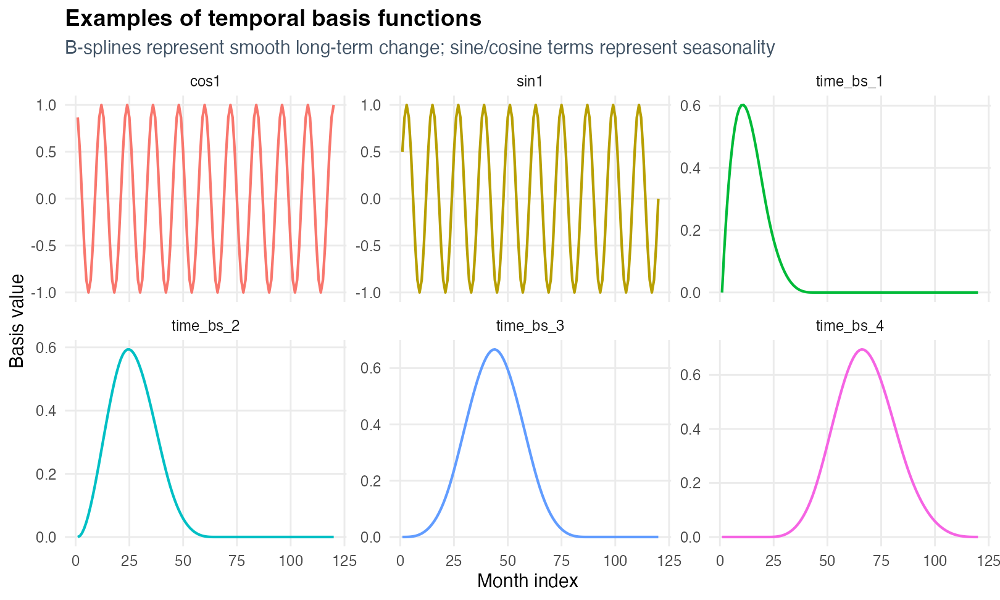 Examples of temporal basis functions
B-splines represent smooth long-term change; sine/cosine terms represent seasonality
cos1
sin1
time_bs_1
1.0
0.5
0.0
-0.5
-1.0
1.0
0.5
0.0
-0.5
-1.0
0.6
0.4
0.2
0.0
Basis value
time_bs_2
time_bs_3
time_bs_4
0.6
0.4
0.2
0.0
0.6
0.4
0.2
0.0
0.6
0.4
0.2
0.0
0 25 50 75 100 125
0 25 50 75 100 125
0 25 50 75 100 125
Month index